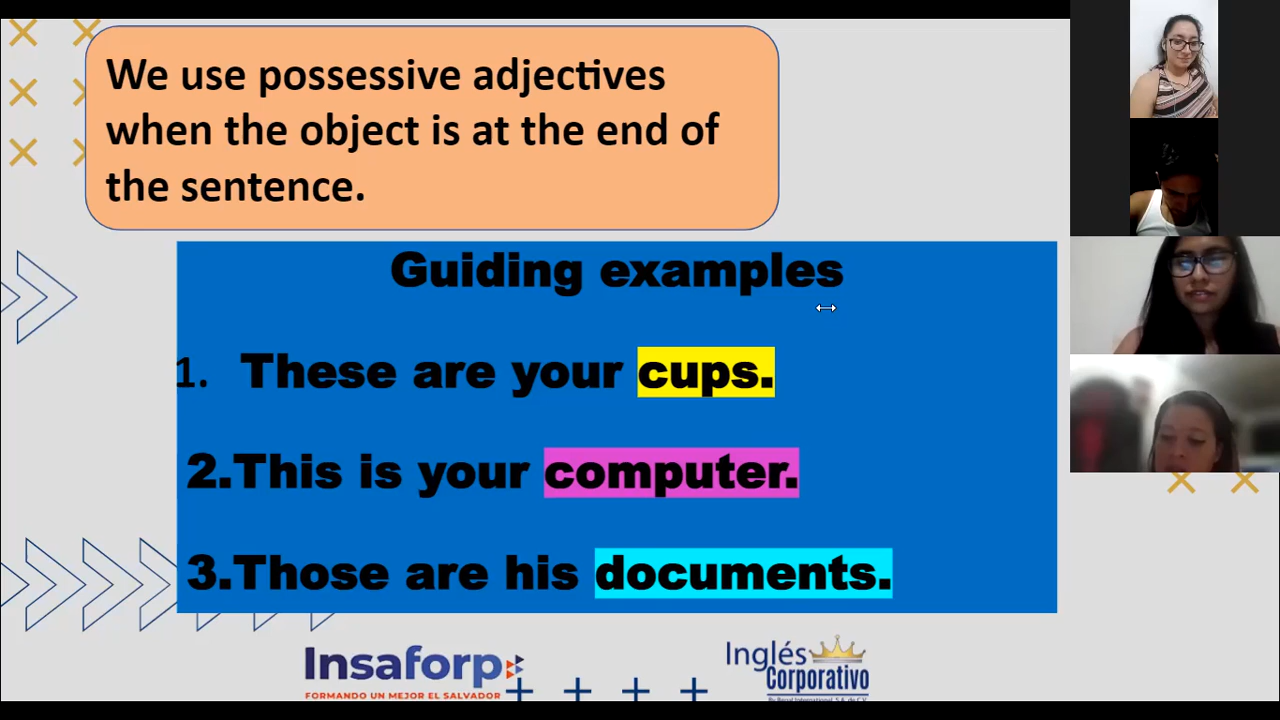 We use possessive adjectives
when the object is at the end of
the sentence.
Guiding examples
1. These are your cups.
2.This is your computer.
3.Those are his documents.
Insaforp
FORMANDO UN MEJOR EL SALVADOR
Inglés
Corporativo